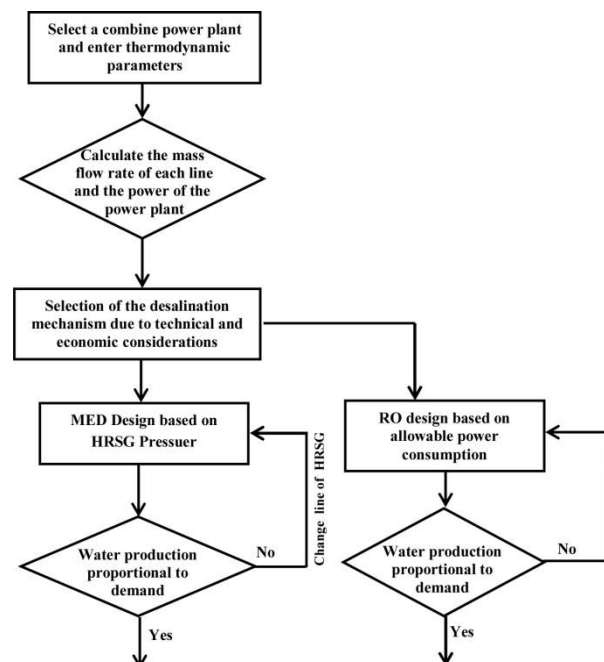 Select a combine power plant
and enter thermodynamic
parameters
Calculate the mass
flow rate of each line
and the power of the
power plant
Selection of the desalination
mechanism due to technical and
economic considerations
MED Design based on
HRSG Pressuer
Change line of HRSG
RO design based on
allowable power
consumption
Water production
proportional to
demand
No
Yes
Water production
proportional to
demand
No
Yes